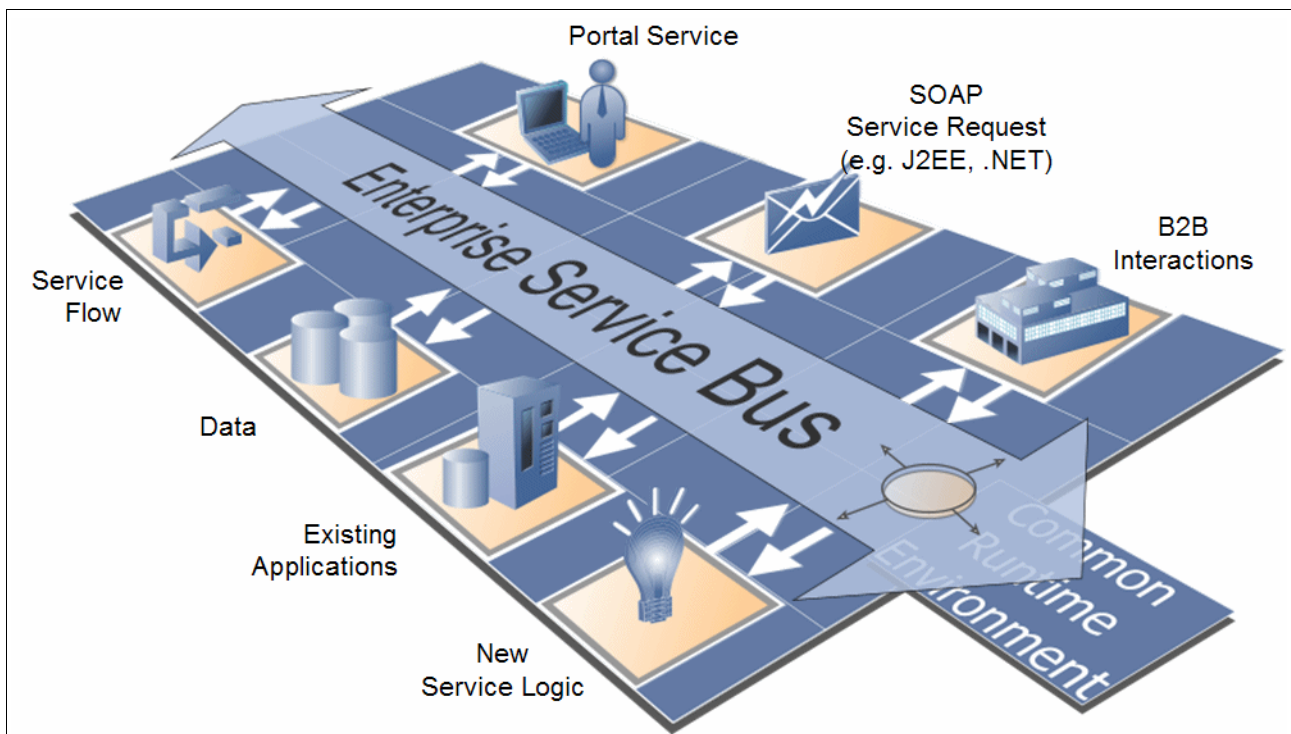 Portal Service
SOAP
Service Request
(e.g. J2EE, .NET)
B2B
Interactions
Enterprise Service Bus
Service
Flow
Data
Existing
Applications
New
Service Logic
Common
Runtime
Environment